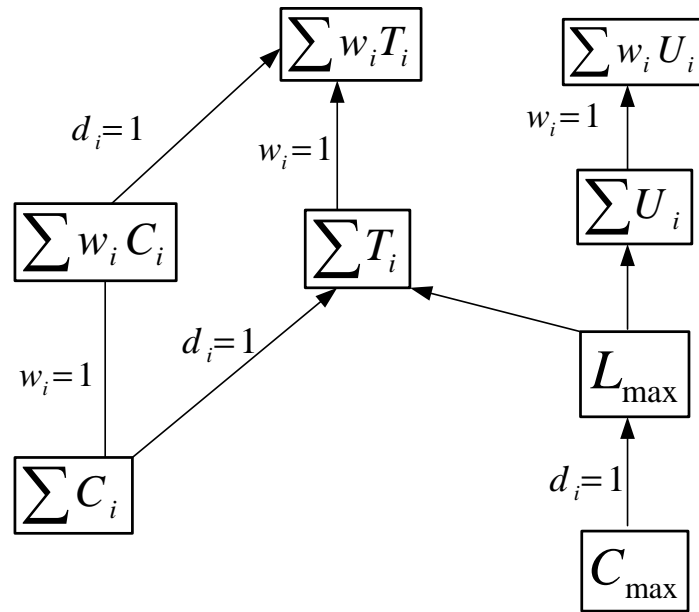 ∑ w_i T_i
∑ w_i U_i
d_i=1
w_i=1
w_i=1
∑ w_i C_i
∑ T_i
∑ U_i
d_i=1
w_i=1
L_max
∑ C_i
d_i=1
C_max